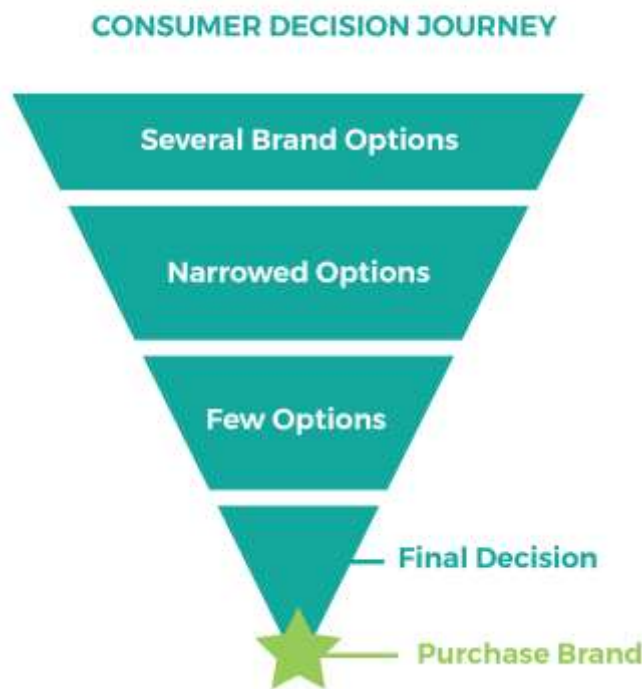 CONSUMER DECISION JOURNEY
Several Brand Options
Narrowed Options
Few Options
Final Decision
Purchase Brand